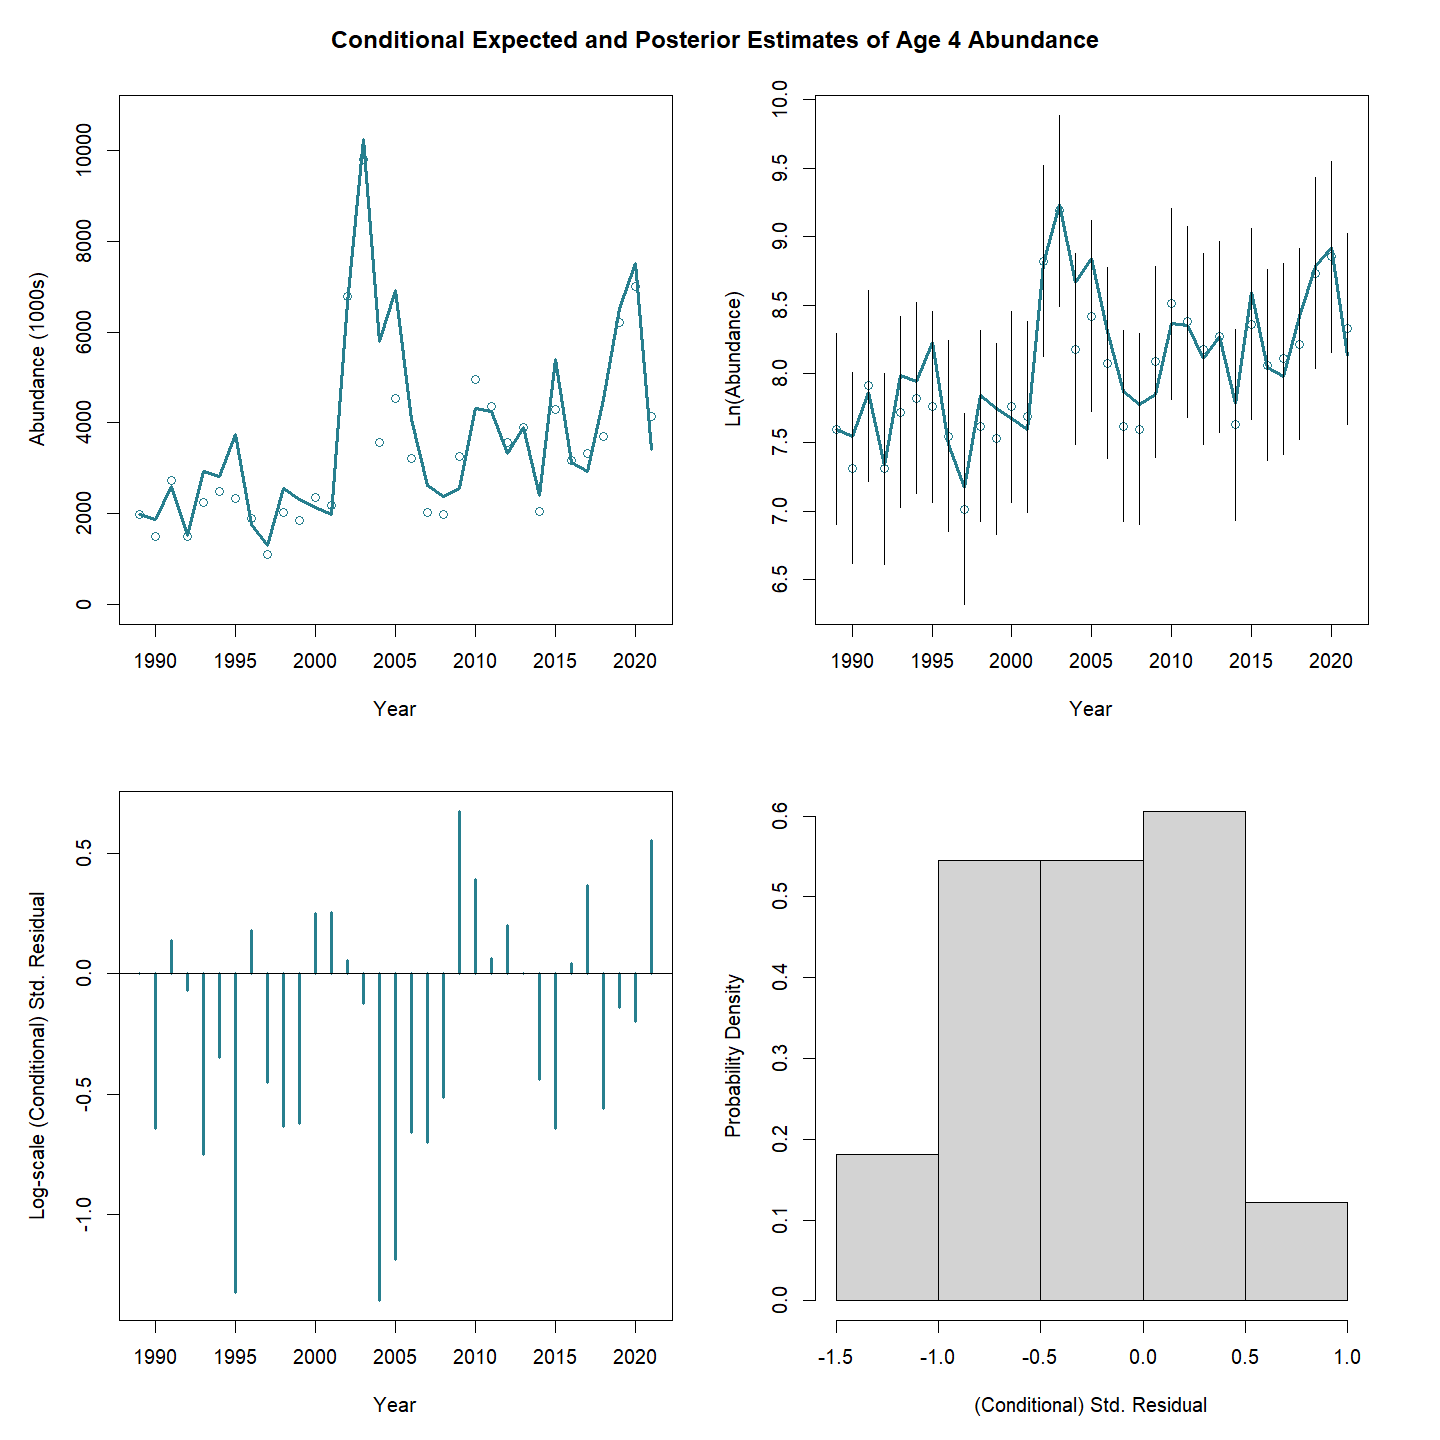 Conditional Expected and Posterior Estimates of Age 4 Abundance
Abundance (1000s)
10000
8000
6000
4000
2000
0
1990 1995 2000 2005 2010 2015 2020
Year
Ln(Abundance)
10.0
9.5
9.0
8.5
8.0
7.5
7.0
6.5
1990 1995 2000 2005 2010 2015 2020
Year
Log-scale (Conditional) Std. Residual
0.5
0.0
-0.5
-1.0
1990 1995 2000 2005 2010 2015 2020
Year
Probability Density
0.6
0.5
0.4
0.3
0.2
0.1
0.0
-1.5 -1.0 -0.5 0.0 0.5 1.0
(Conditional) Std. Residual